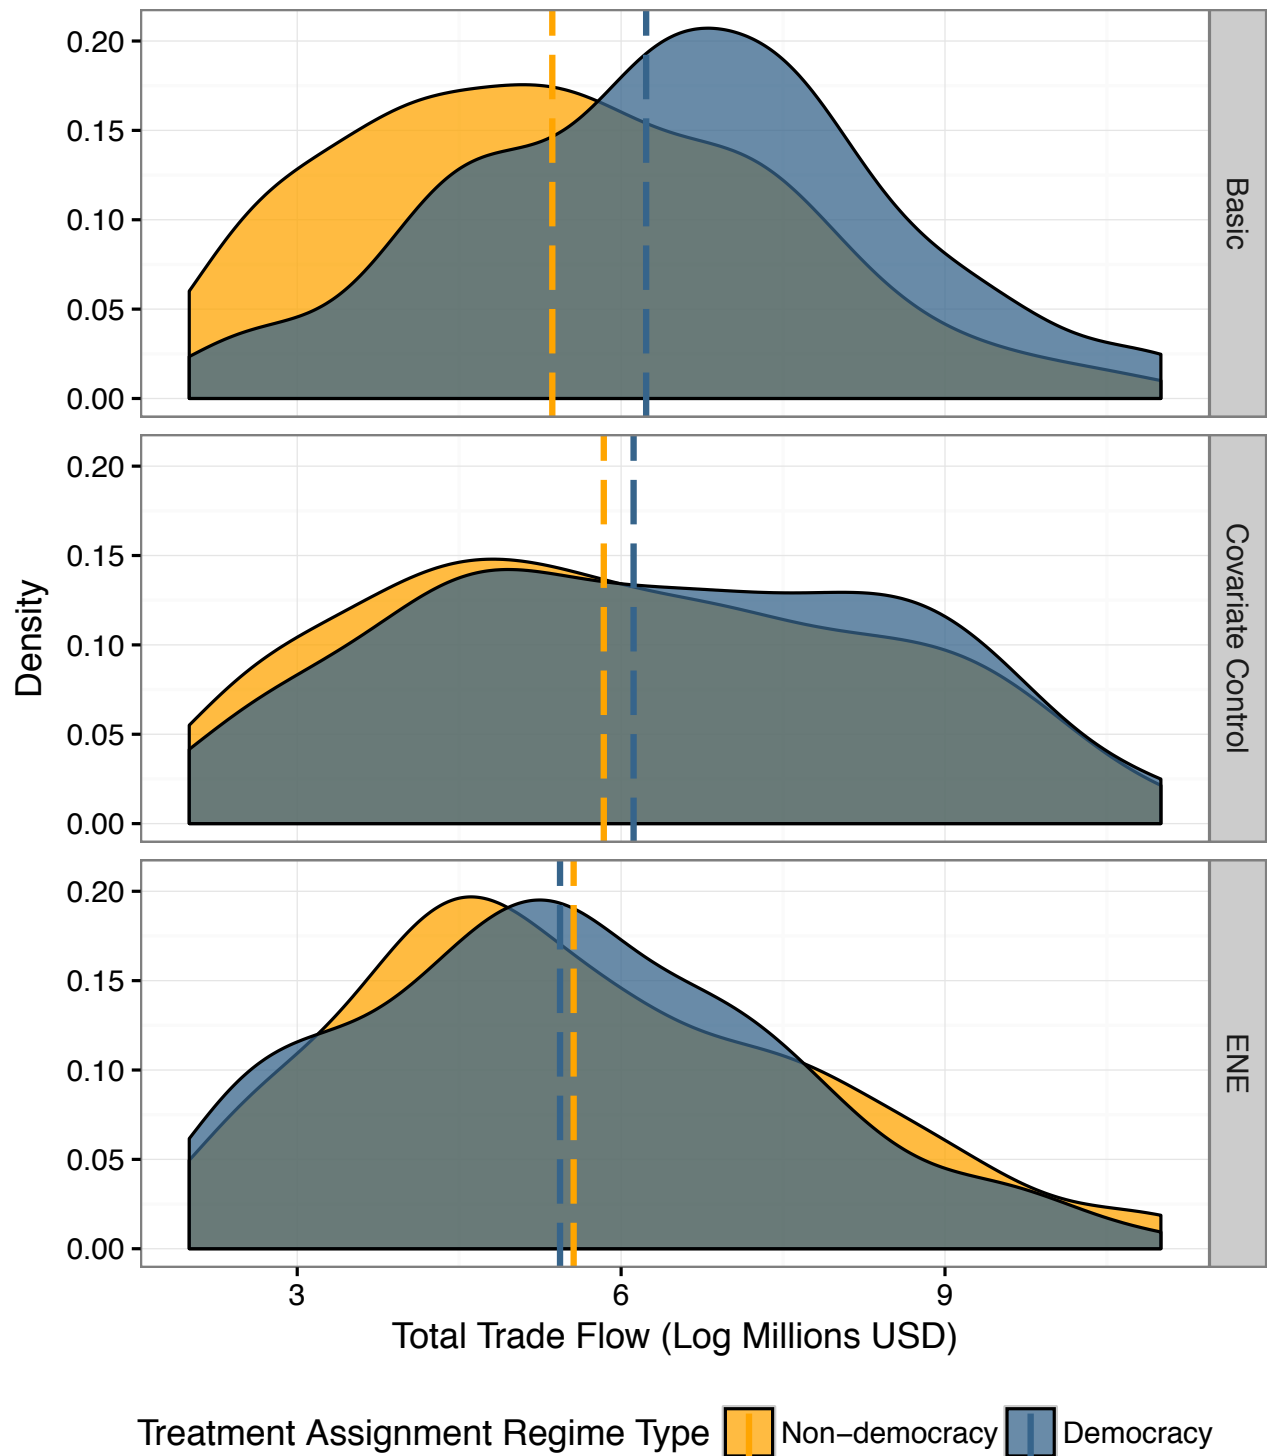 0.20
0.15
0.10
0.05
0.00
Basic
0.20
0.15
0.10
0.05
0.00
Covariate Control
0.20
0.15
0.10
0.05
0.00
ENE
Density
3 6 9
Total Trade Flow (Log Millions USD)
Treatment Assignment Regime Type Non−democracy Democracy